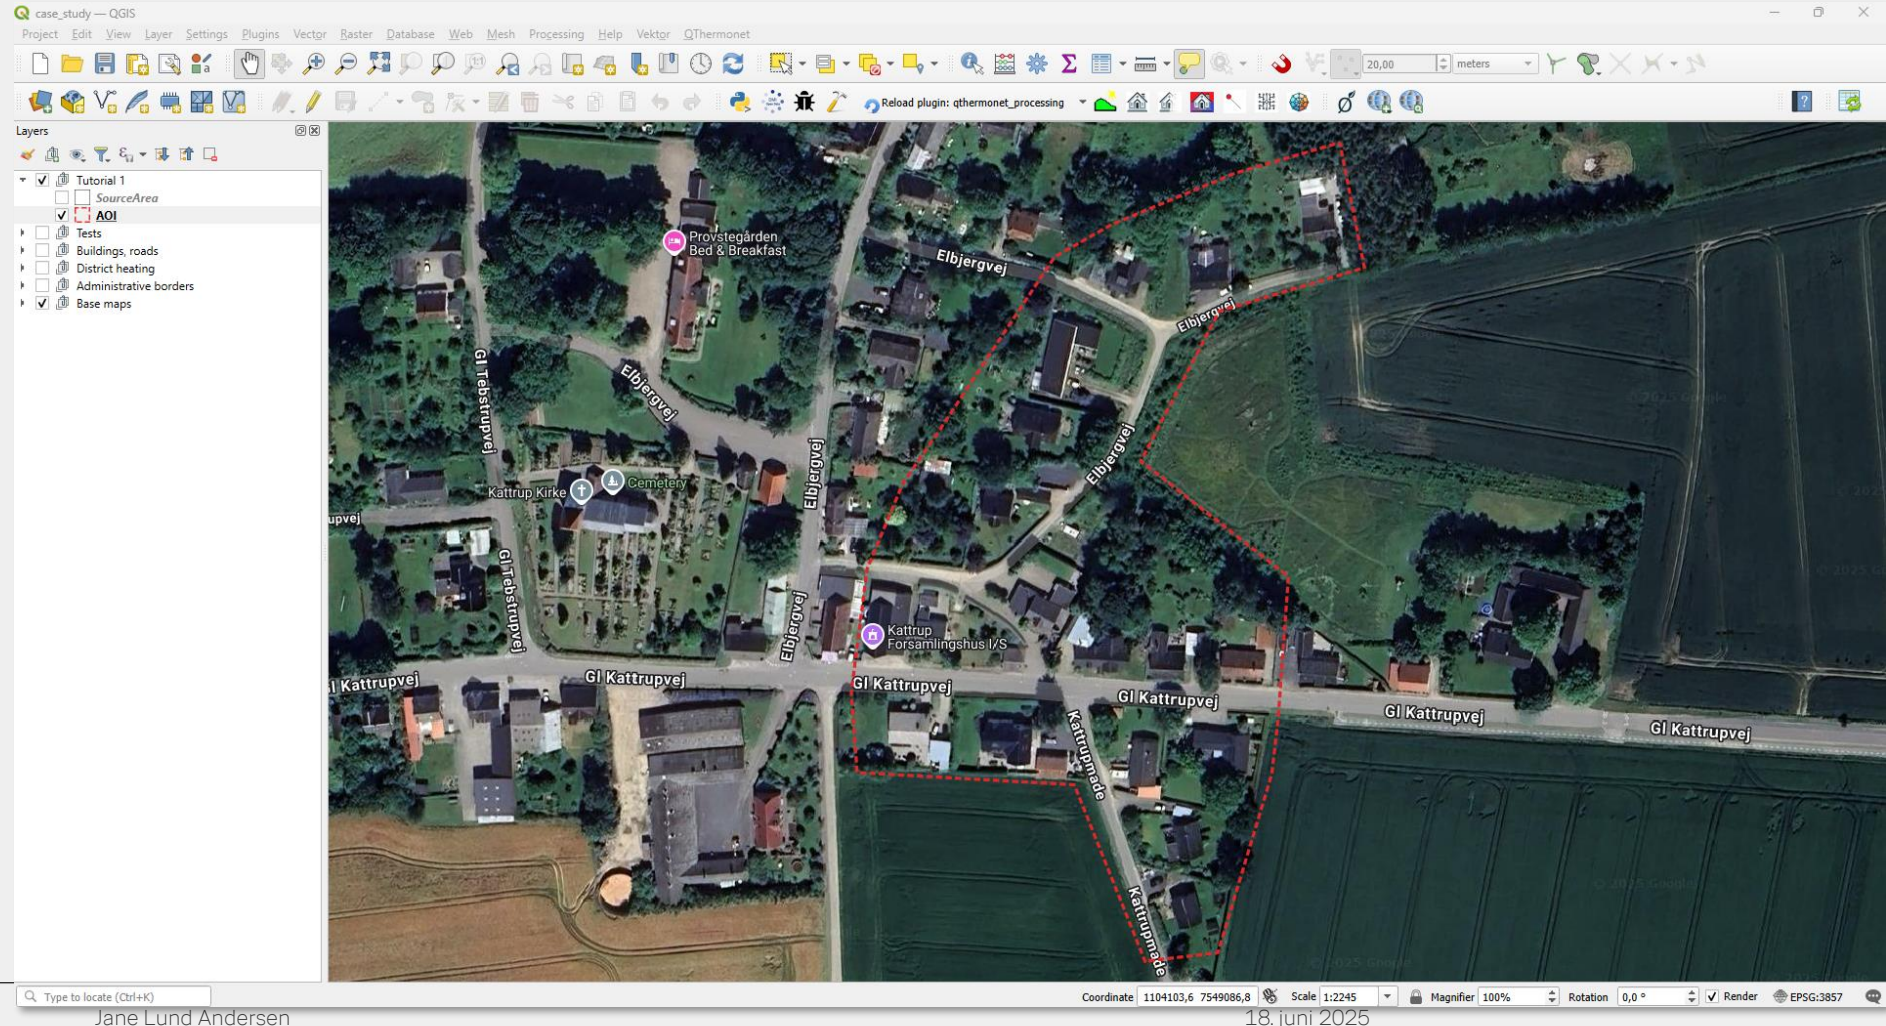 case_study — QGIS
Project Edit View Layer Settings Plugins Vector Raster Database Web Mesh Processing Help Vektor QThermonet
20,00 meters
Reload plugin: qthermonet_processing
Layers
Tutorial 1
SourceArea
AOI
Tests
Buildings, roads
District heating
Administrative borders
Base maps
Provstegården
Bed & Breakfast
Elbjergvej
Elbjergvej
Gl Tebstrupvej
Elbjergvej
Elbjergvej
Elbjergvej
Kattrup Kirke
Cemetery
upvej
Gl Tebstrupvej
Elbjergvej
Kattrup
Forsamlingshus I/S
l Kattrupvej
Gl Kattrupvej
Gl Kattrupvej
Gl Kattrupvej
Gl Kattrupvej
Gl Kattrupvej
Kattrupmade
Kattrupmade
©2025 Google
Type to locate (Ctrl+K)
Coordinate 1104103,6 7549086,8 Scale 1:2245 Magnifier 100% Rotation 0,0 ° Render EPSG:3857
Jane Lund Andersen
18. juni 2025